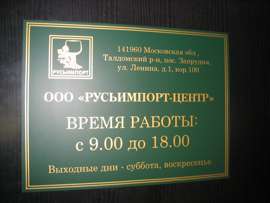 РУСЬИМПОРТ
141960 Московская обл.,
Талдомский р-н, пос. Запрудня,
ул. Ленина, д.1, кор.100
ООО «РУСЬИМПОРТ-ЦЕНТР»
ВРЕМЯ РАБОТЫ:
с 9.00 до 18.00
Выходные дни - суббота, воскресенье